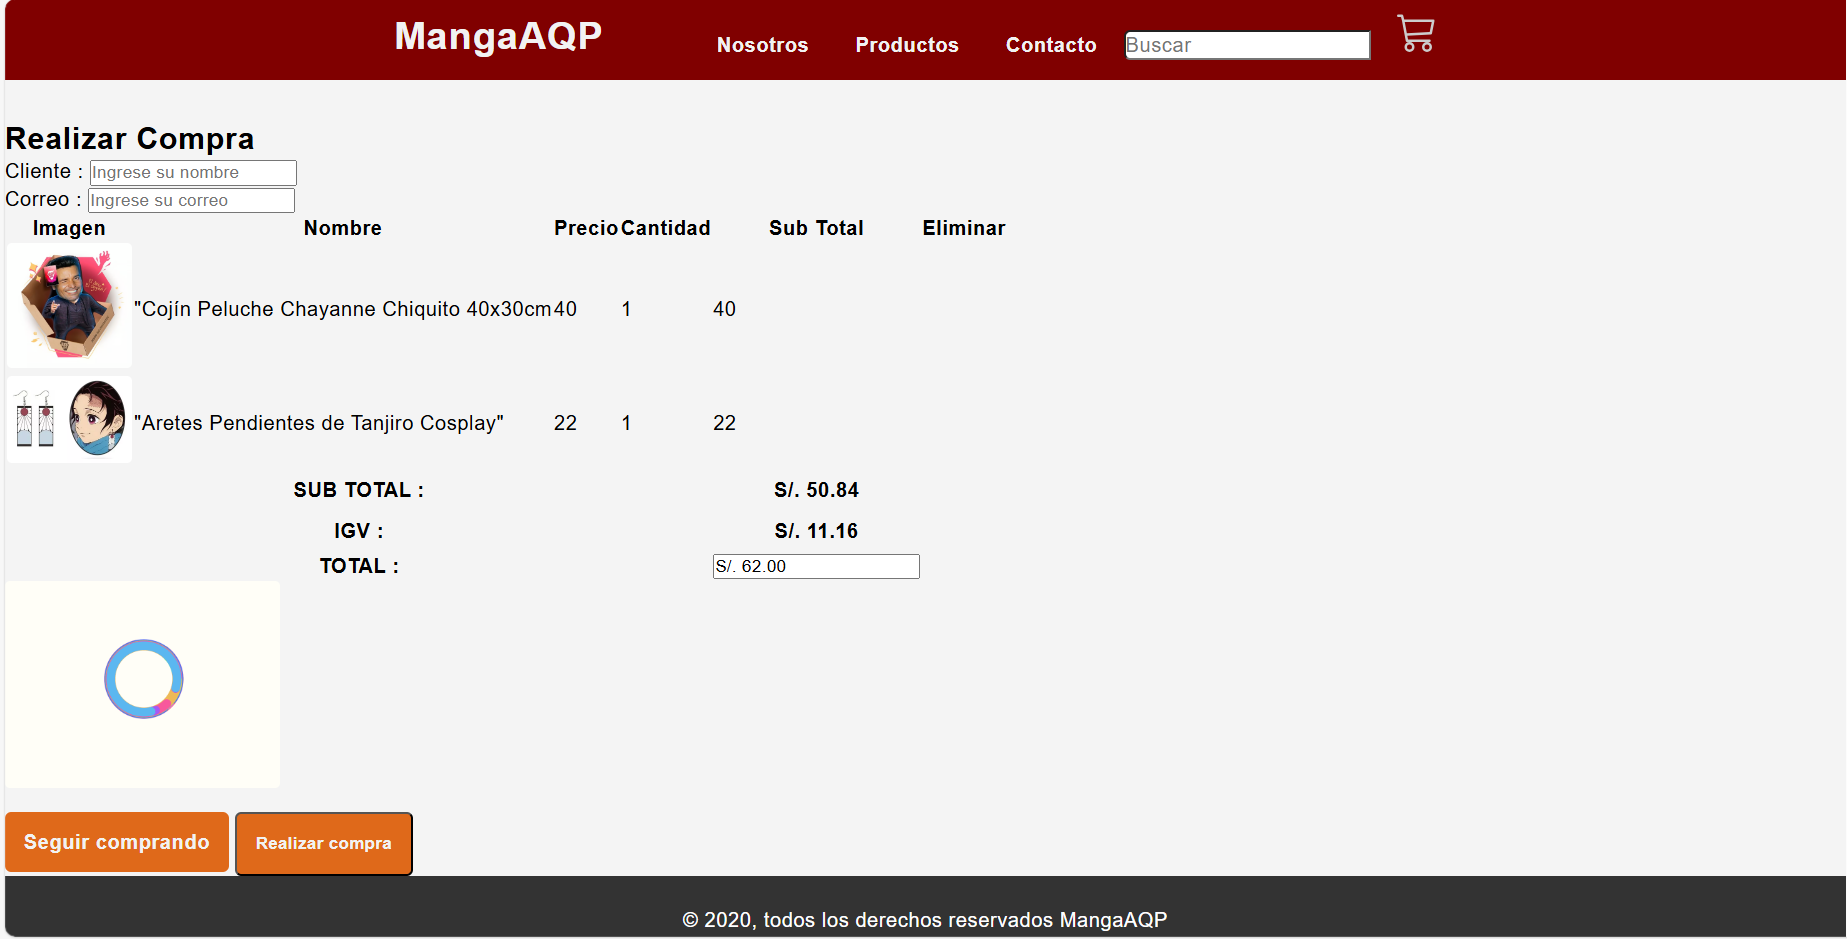 MangaAQP Nosotros Productos Contacto Buscar
Realizar Compra
Cliente : Ingrese su nombre
Correo : Ingrese su correo
Imagen Nombre Precio Cantidad Sub Total Eliminar
"Cojín Peluche Chayanne Chiquito 40x30cm 40 1 40
"Aretes Pendientes de Tanjiro Cosplay" 22 1 22
SUB TOTAL : S/. 50.84
IGV : S/. 11.16
TOTAL : S/. 62.00
Seguir comprando Realizar compra
© 2020, todos los derechos reservados MangaAQP